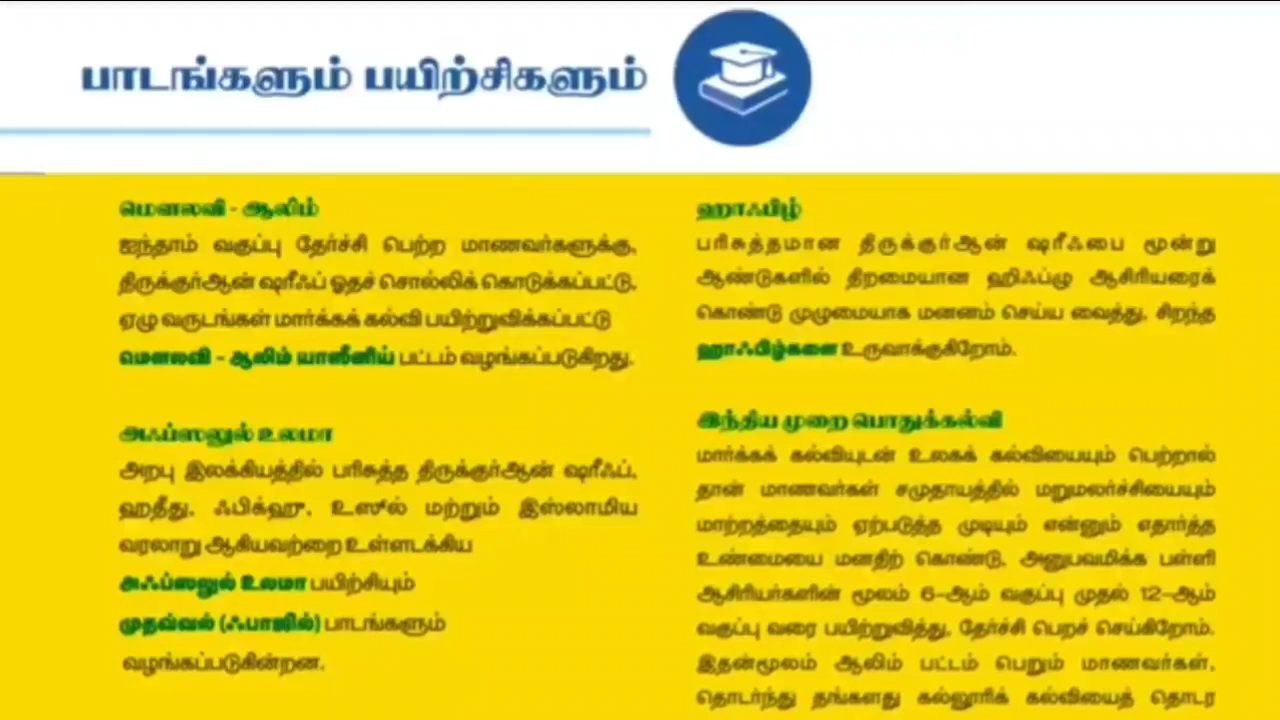 பாடங்களும் பயிற்சிகளும்
மௌலவி - ஆலிம்
ஐந்தாம் வகுப்பு தேர்ச்சி பெற்ற மாணவர்களுக்கு,
திருக்குர்ஆன் ஷரீஃப் ஓதச் சொல்லிக் கொடுக்கப்பட்டு,
ஏழு வருடங்கள் மார்க்கக் கல்வி பயிற்றுவிக்கப்பட்டு
மௌலவி - ஆலிம் யாஸீனிய் பட்டம் வழங்கப்படுகிறது.
அஃப்ஸலுல் உலமா
அறபு இலக்கியத்தில் பரிசுத்த திருக்குர்ஆன் ஷரீஃப்,
ஹதீது, ஃபிக்ஹு, உஸூல் மற்றும் இஸ்லாமிய
வரலாறு ஆகியவற்றை உள்ளடக்கிய
அஃப்ஸலுல் உலமா பயிற்சியும்
முதவ்வல் (ஃபாஜில்) பாடங்களும்
வழங்கப்படுகின்றன.
ஹாஃபிழ்
பரிசுத்தமான திருக்குர்ஆன் ஷரீஃபை மூன்று
ஆண்டுகளில் திறமையான ஹிஃப்ழு ஆசிரியரைக்
கொண்டு முழுமையாக மனனம் செய்ய வைத்து, சிறந்த
ஹாஃபிழ்களை உருவாக்குகிறோம்.
இந்திய முறை பொதுக்கல்வி
மார்க்கக் கல்வியுடன் உலகக் கல்வியையும் பெற்றால்
தான் மாணவர்கள் சமுதாயத்தில் மறுமலர்ச்சியையும்
மாற்றத்தையும் ஏற்படுத்த முடியும் என்னும் எதார்த்த
உண்மையை மனதிற் கொண்டு, அனுபவமிக்க பள்ளி
ஆசிரியர்களின் மூலம் 6-ஆம் வகுப்பு முதல் 12-ஆம்
வகுப்பு வரை பயிற்றுவித்து, தேர்ச்சி பெறச் செய்கிறோம்.
இதன்மூலம் ஆலிம் பட்டம் பெறும் மாணவர்கள்,
தொடர்ந்து தங்களது கல்லூரிக் கல்வியைத் தொடர